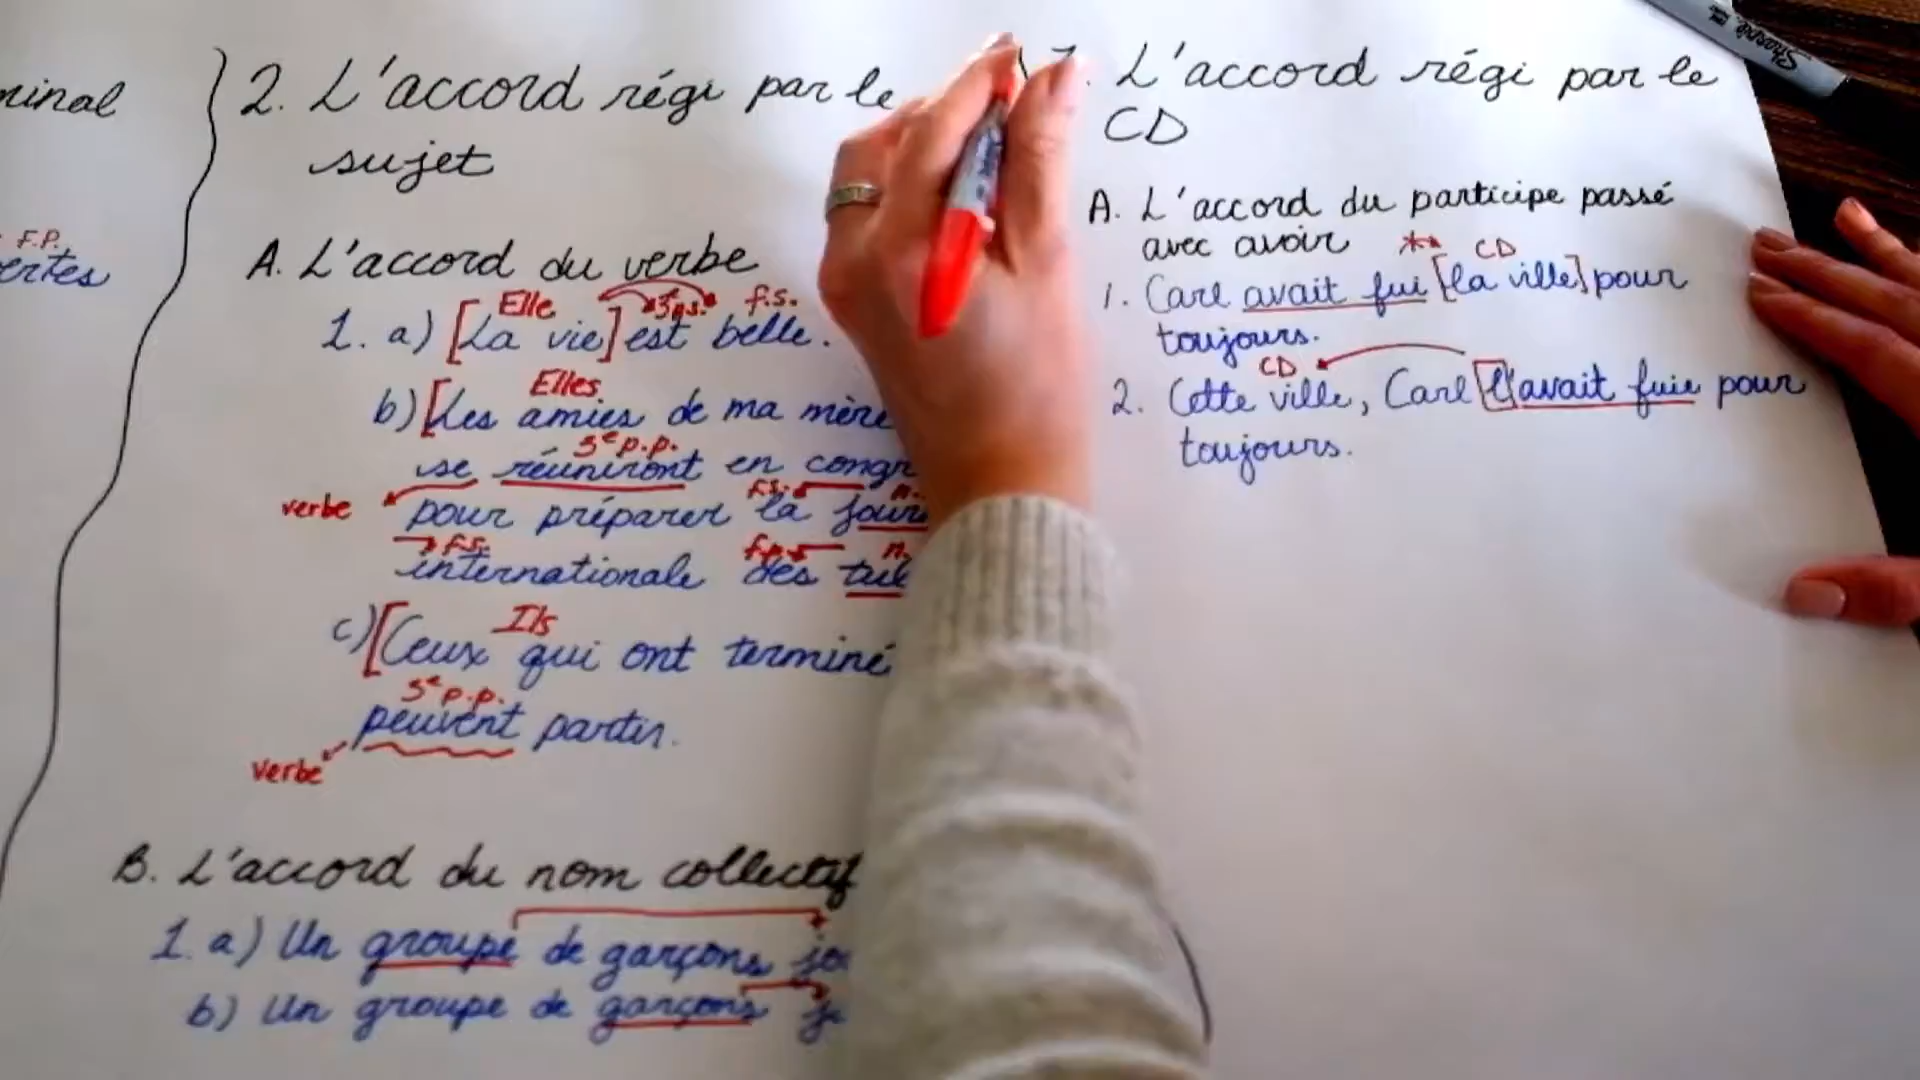 minal
F.P.
ertes
2. L'accord régi par le
sujet
A. L'accord du verbe
Elle 3e p.s. f.s.
1. a) [La vie] est belle.
Elles
b) [Les amies de ma mère
3e p.p.
se réuniront en congr
verbe f.s. n.
pour préparer la journ
f.s. f.p. n.
internationale des tul
Ils
c) [Ceux qui ont terminé
3e p.p.
peuvent partir.
verbe
B. L'accord du nom collectif
1. a) Un groupe de garçons jo
b) Un groupe de garçons j
. L'accord régi par le
CD
A. L'accord du participe passé
avec avoir
CD
1. Carl avait fui [la ville] pour
toujours.
CD
2. Cette ville, Carl l'avait fuie pour
toujours.
Sharpie